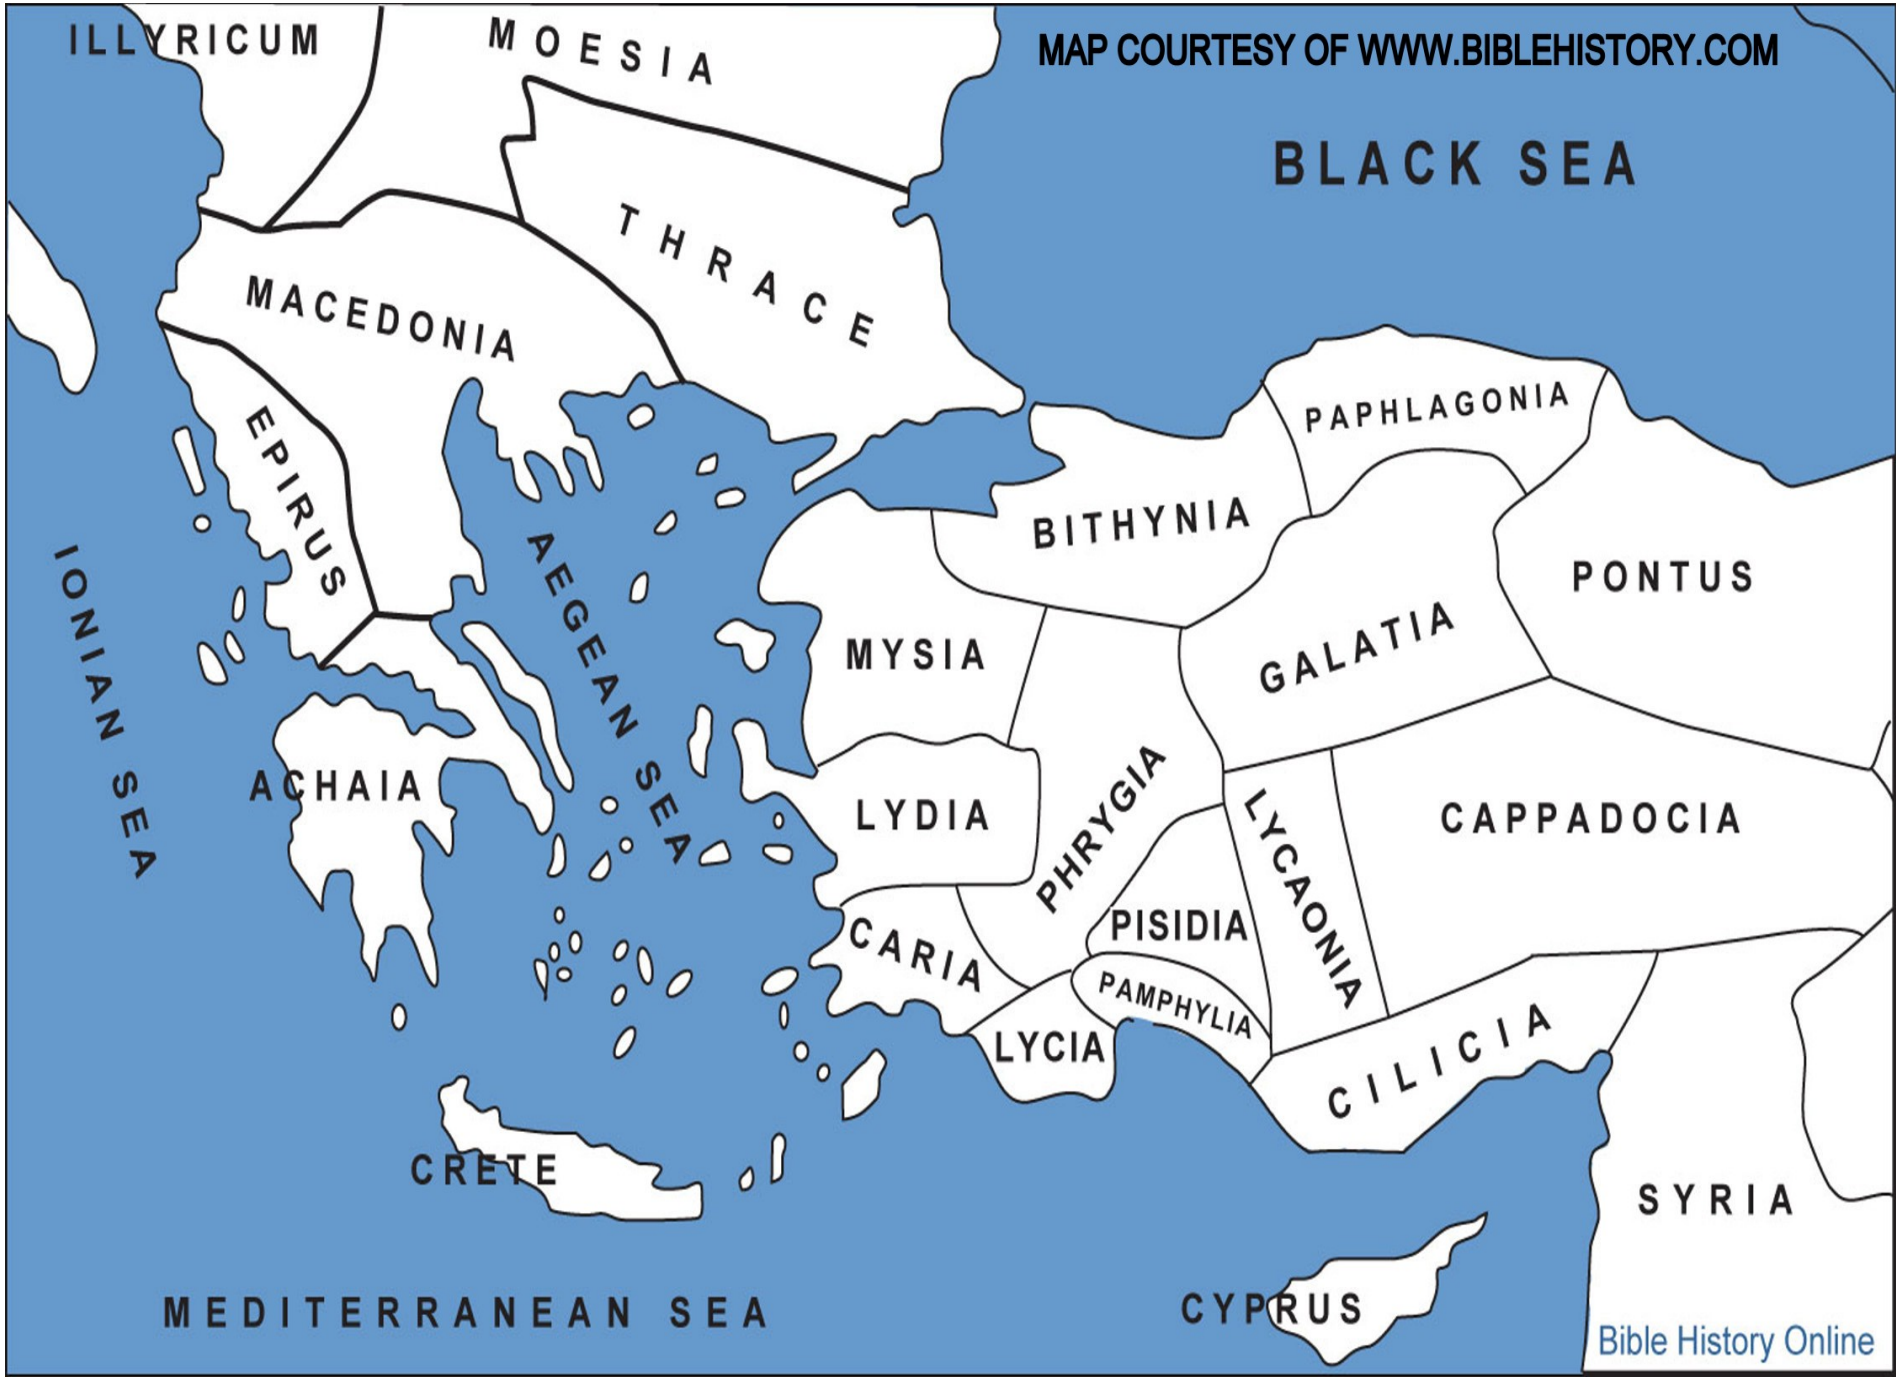 ILLYRICUM
MOESIA
MAP COURTESY OF WWW.BIBLEHISTORY.COM
BLACK SEA
THRACE
MACEDONIA
PAPHLAGONIA
EPIRUS
BITHYNIA
PONTUS
IONIAN SEA
AEGEAN SEA
MYSIA
GALATIA
ACHAIA
LYDIA
PHRYGIA
LYCAONIA
CAPPADOCIA
PISIDIA
CARIA
PAMPHYLIA
LYCIA
CILICIA
CRETE
SYRIA
MEDITERRANEAN SEA
CYPRUS
Bible History Online